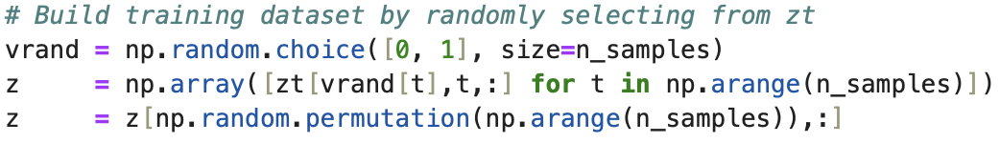 # Build training dataset by randomly selecting from zt
vrand = np.random.choice([0, 1], size=n_samples)
z     = np.array([zt[vrand[t],t,:] for t in np.arange(n_samples)])
z     = z[np.random.permutation(np.arange(n_samples)),:]